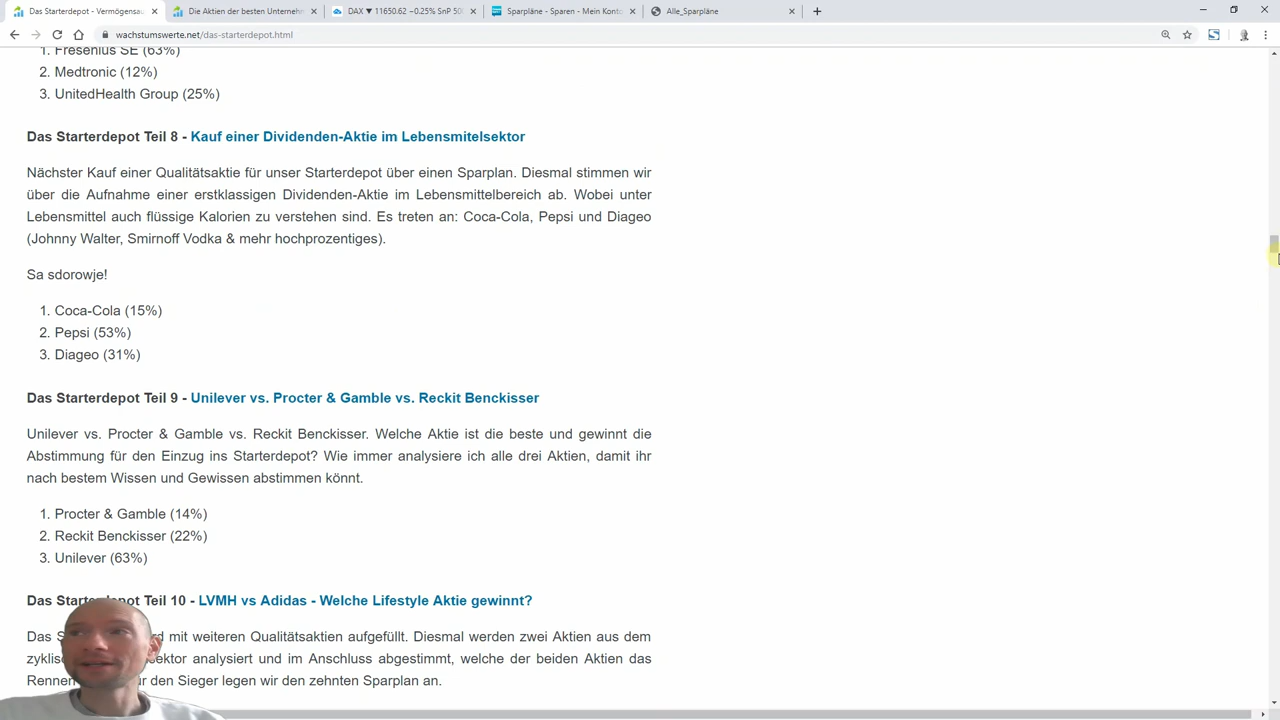 Das Starterdepot - Vermögensau
Die Aktien der besten Unternehm
DAX ▼ 11650.62 −0.25% SnP 500
Sparpläne - Sparen - Mein Konto
Alle_Sparpläne
wachstumswerte.net/das-starterdepot.html
1. Fresenius SE (63%)
2. Medtronic (12%)
3. UnitedHealth Group (25%)
Das Starterdepot Teil 8 - Kauf einer Dividenden-Aktie im Lebensmitelsektor
Nächster Kauf einer Qualitätsaktie für unser Starterdepot über einen Sparplan. Diesmal stimmen wir
über die Aufnahme einer erstklassigen Dividenden-Aktie im Lebensmittelbereich ab. Wobei unter
Lebensmittel auch flüssige Kalorien zu verstehen sind. Es treten an: Coca-Cola, Pepsi und Diageo
(Johnny Walter, Smirnoff Vodka & mehr hochprozentiges).
Sa sdorowje!
1. Coca-Cola (15%)
2. Pepsi (53%)
3. Diageo (31%)
Das Starterdepot Teil 9 - Unilever vs. Procter & Gamble vs. Reckit Benckisser
Unilever vs. Procter & Gamble vs. Reckit Benckisser. Welche Aktie ist die beste und gewinnt die
Abstimmung für den Einzug ins Starterdepot? Wie immer analysiere ich alle drei Aktien, damit ihr
nach bestem Wissen und Gewissen abstimmen könnt.
1. Procter & Gamble (14%)
2. Reckit Benckisser (22%)
3. Unilever (63%)
Das Starterdepot Teil 10 - LVMH vs Adidas - Welche Lifestyle Aktie gewinnt?
Das mit weiteren Qualitätsaktien aufgefüllt. Diesmal werden zwei Aktien aus dem
analysiert und im Anschluss abgestimmt, welche der beiden Aktien das
Rennen den Sieger legen wir den zehnten Sparplan an.